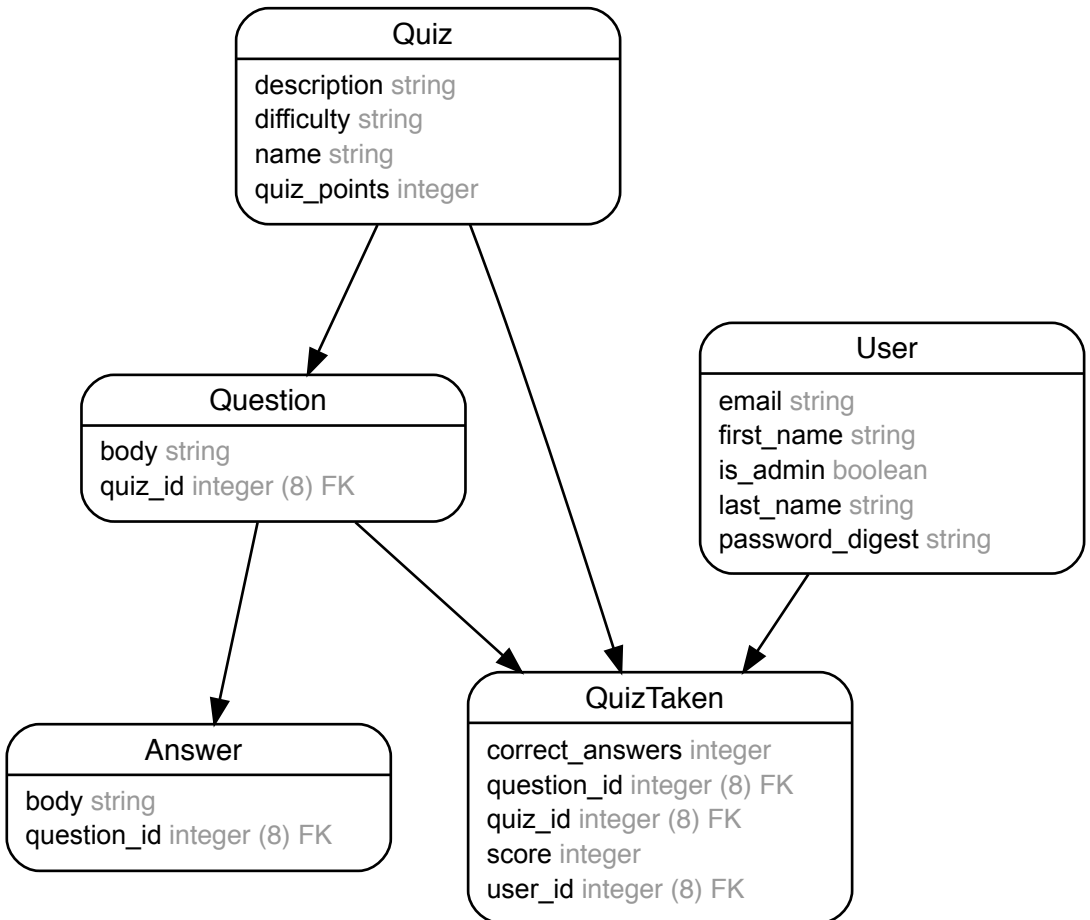 Quiz
description string
difficulty string
name string
quiz_points integer
User
email string
first_name string
is_admin boolean
last_name string
password_digest string
Question
body string
quiz_id integer (8) FK
QuizTaken
correct_answers integer
question_id integer (8) FK
quiz_id integer (8) FK
score integer
user_id integer (8) FK
Answer
body string
question_id integer (8) FK